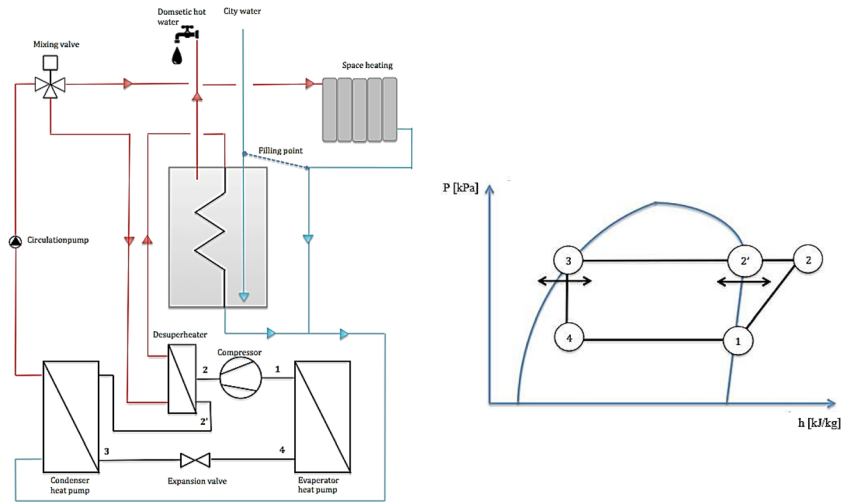 Domsetic hot
water
City water
Mixing valve
Space heating
Filling point
Circulationpump
Desuperheater
Compressor
2
1
2'
3
4
Condenser
heat pump
Expansion valve
Evaporator
heat pump
P [kPa]
3
2'
2
4
1
h [kJ/kg]